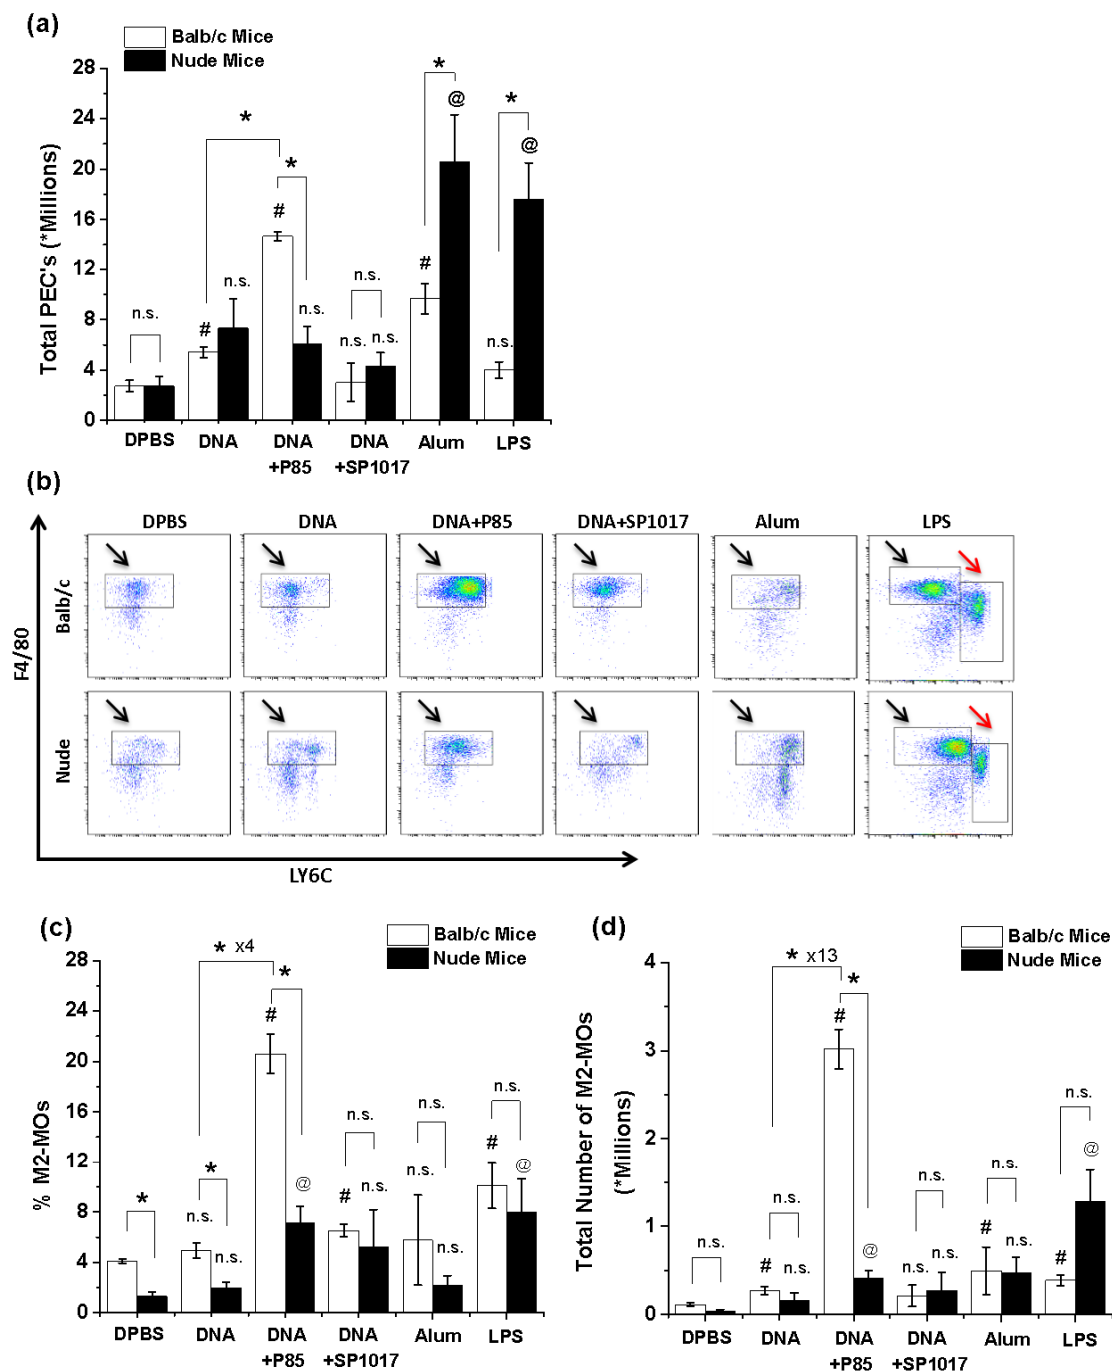 (a)
Balb/c Mice
Nude Mice
Total PEC's (*Millions)
28
24
20
16
12
8
4
0
n.s.
#
n.s.
*
#
*
n.s.
n.s.
n.s.
n.s.
#
*
@
n.s.
*
@
DPBS
DNA
DNA
+P85
DNA
+SP1017
Alum
LPS
(b)
DPBS
DNA
DNA+P85
DNA+SP1017
Alum
LPS
F4/80
Balb/c
Nude
LY6C
(c)
Balb/c Mice
Nude Mice
% M2-MOs
28
24
20
16
12
8
4
0
*
n.s.
*
n.s.
* x4
#
*
@
#
n.s.
n.s.
n.s.
n.s.
n.s.
#
n.s.
@
DPBS
DNA
DNA
+P85
DNA
+SP1017
Alum
LPS
(d)
Balb/c Mice
Nude Mice
Total Number of M2-MOs
(*Millions)
4
3
2
1
0
n.s.
#
n.s.
n.s.
* x13
#
*
@
n.s.
n.s.
n.s.
#
n.s.
n.s.
#
n.s.
@
DPBS
DNA
DNA
+P85
DNA
+SP1017
Alum
LPS